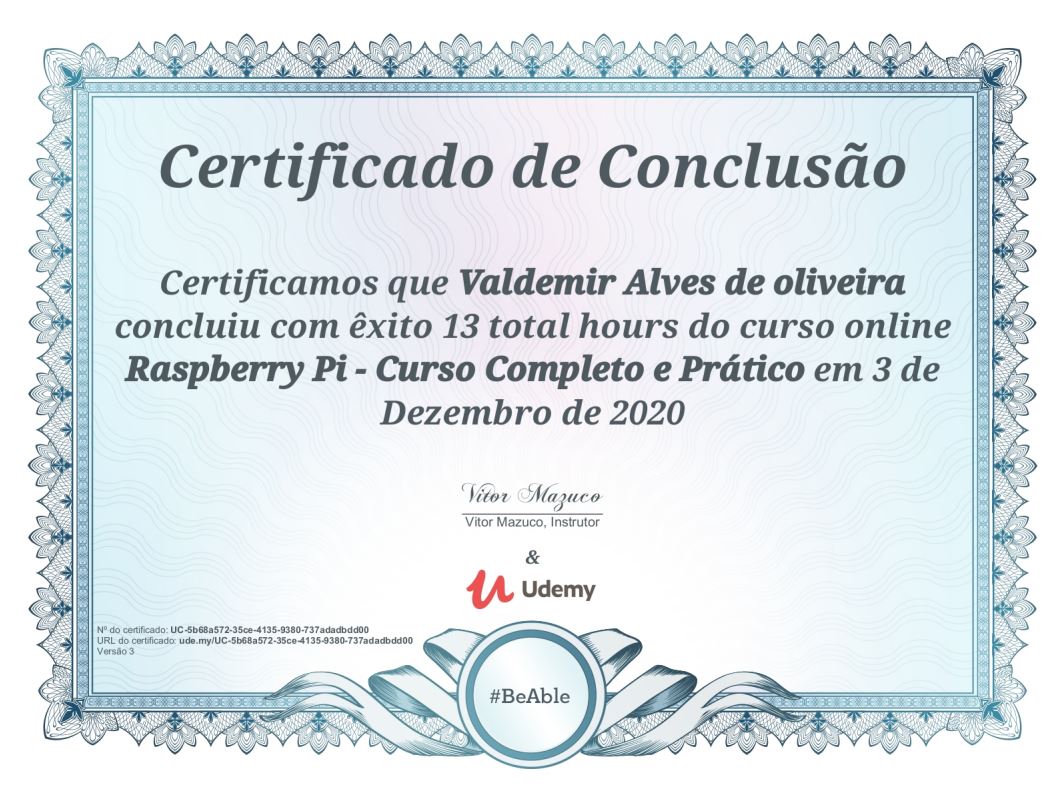 Certificado de Conclusão
Certificamos que Valdemir Alves de oliveira
concluiu com êxito 13 total hours do curso online
Raspberry Pi - Curso Completo e Prático em 3 de
Dezembro de 2020
Vitor Mazuco
Vitor Mazuco, Instrutor
&
Udemy
Nº do certificado: UC-5b68a572-35ce-4135-9380-737adadbdd00
URL do certificado: ude.my/UC-5b68a572-35ce-4135-9380-737adadbdd00
Versão 3
#BeAble